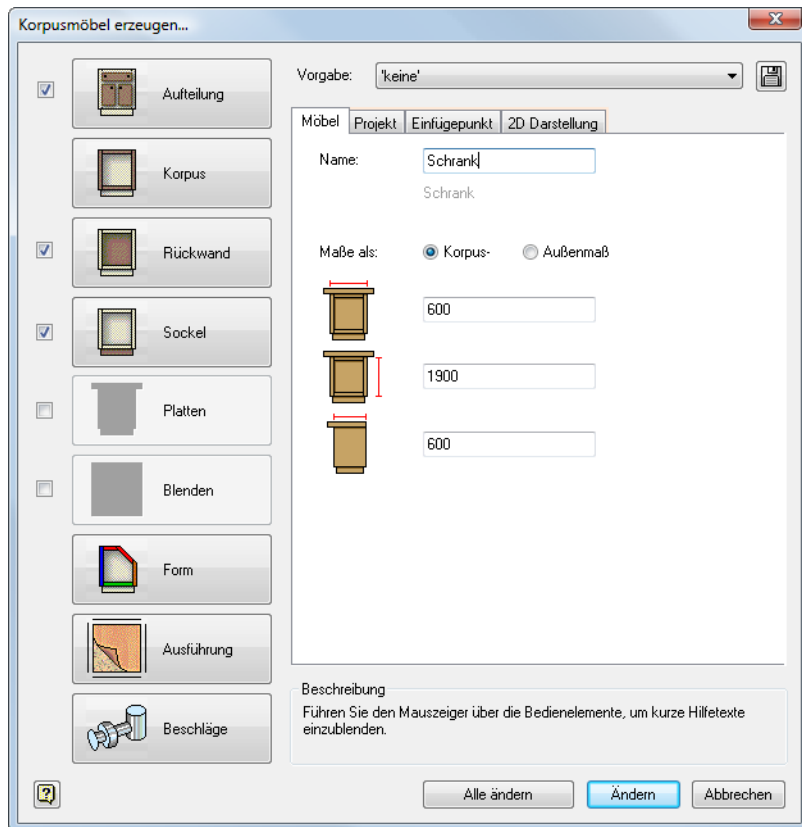 Korpusmöbel erzeugen...
Aufteilung
Korpus
Rückwand
Sockel
Platten
Blenden
Form
Ausführung
Beschläge
Vorgabe: 'keine'
Möbel Projekt Einfügepunkt 2D Darstellung
Name: Schrank
Schrank
Maße als: Korpus- Außenmaß
600
1900
600
Beschreibung
Führen Sie den Mauszeiger über die Bedienelemente, um kurze Hilfetexte
einzublenden.
Alle ändern Ändern Abbrechen